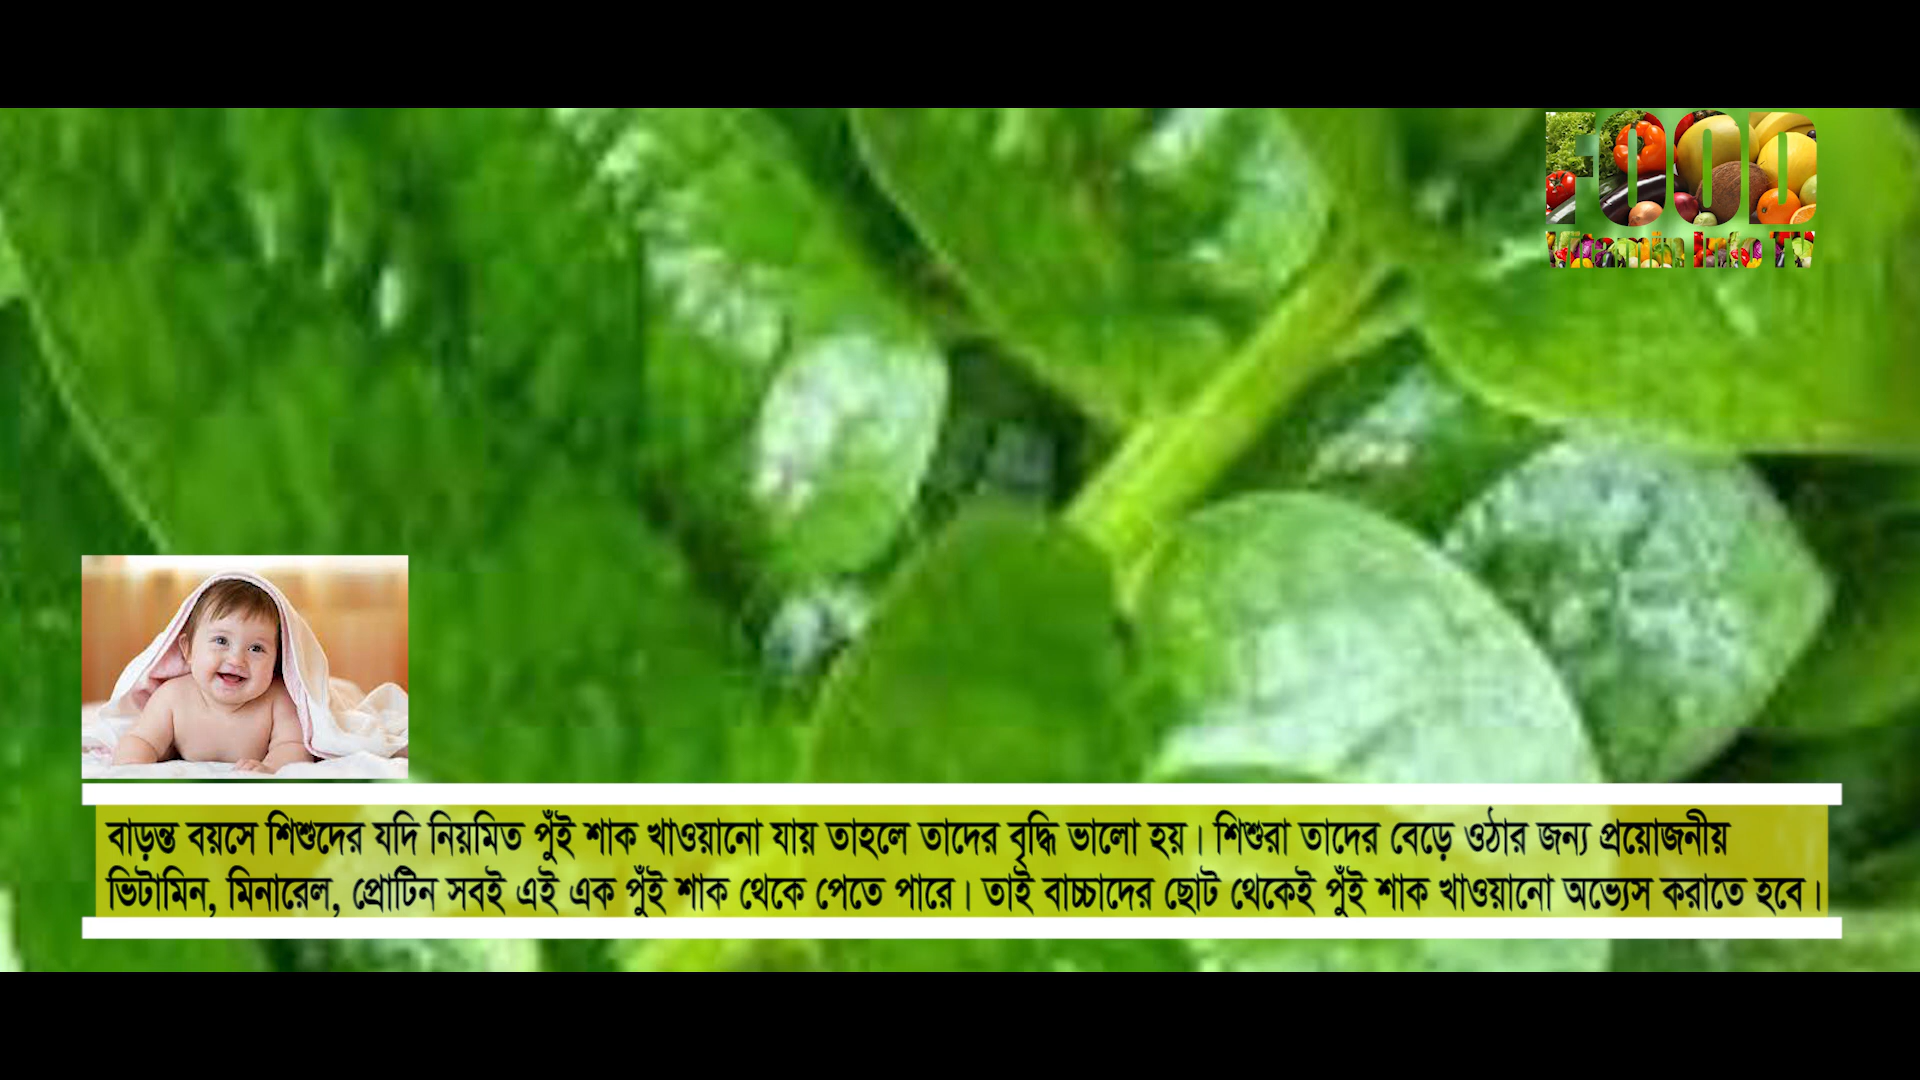 FOOD
Vitamin Info TV
বাড়ন্ত বয়সে শিশুদের যদি নিয়মিত পুঁই শাক খাওয়ানো যায় তাহলে তাদের বৃদ্ধি ভালো হয়। শিশুরা তাদের বেড়ে ওঠার জন্য প্রয়োজনীয়
ভিটামিন, মিনারেল, প্রোটিন সবই এই এক পুঁই শাক থেকে পেতে পারে। তাই বাচ্চাদের ছোট থেকেই পুঁই শাক খাওয়ানো অভ্যেস করাতে হবে।